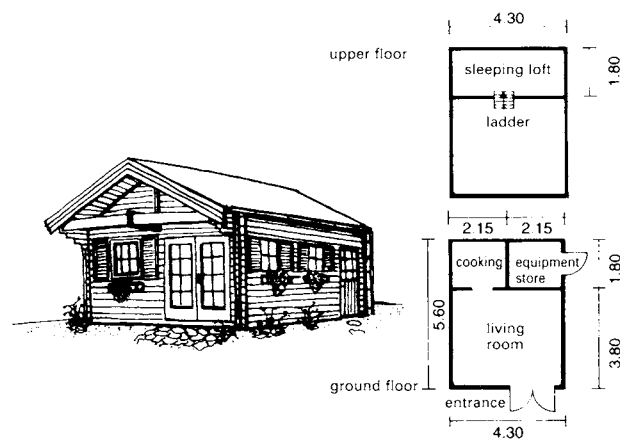 4.30
upper floor
sleeping loft
1.80
ladder
2.15 2.15
cooking
equipment
store
1.80
5.60
living
room
3.80
ground floor
entrance
4.30